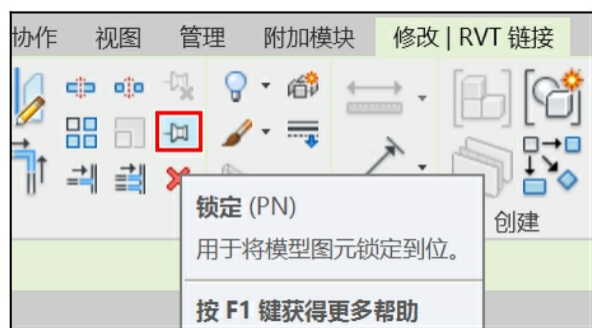 协作 视图 管理 附加模块 修改 | RVT 链接
锁定 (PN)
用于将模型图元锁定到位。
创建
按 F1 键获得更多帮助